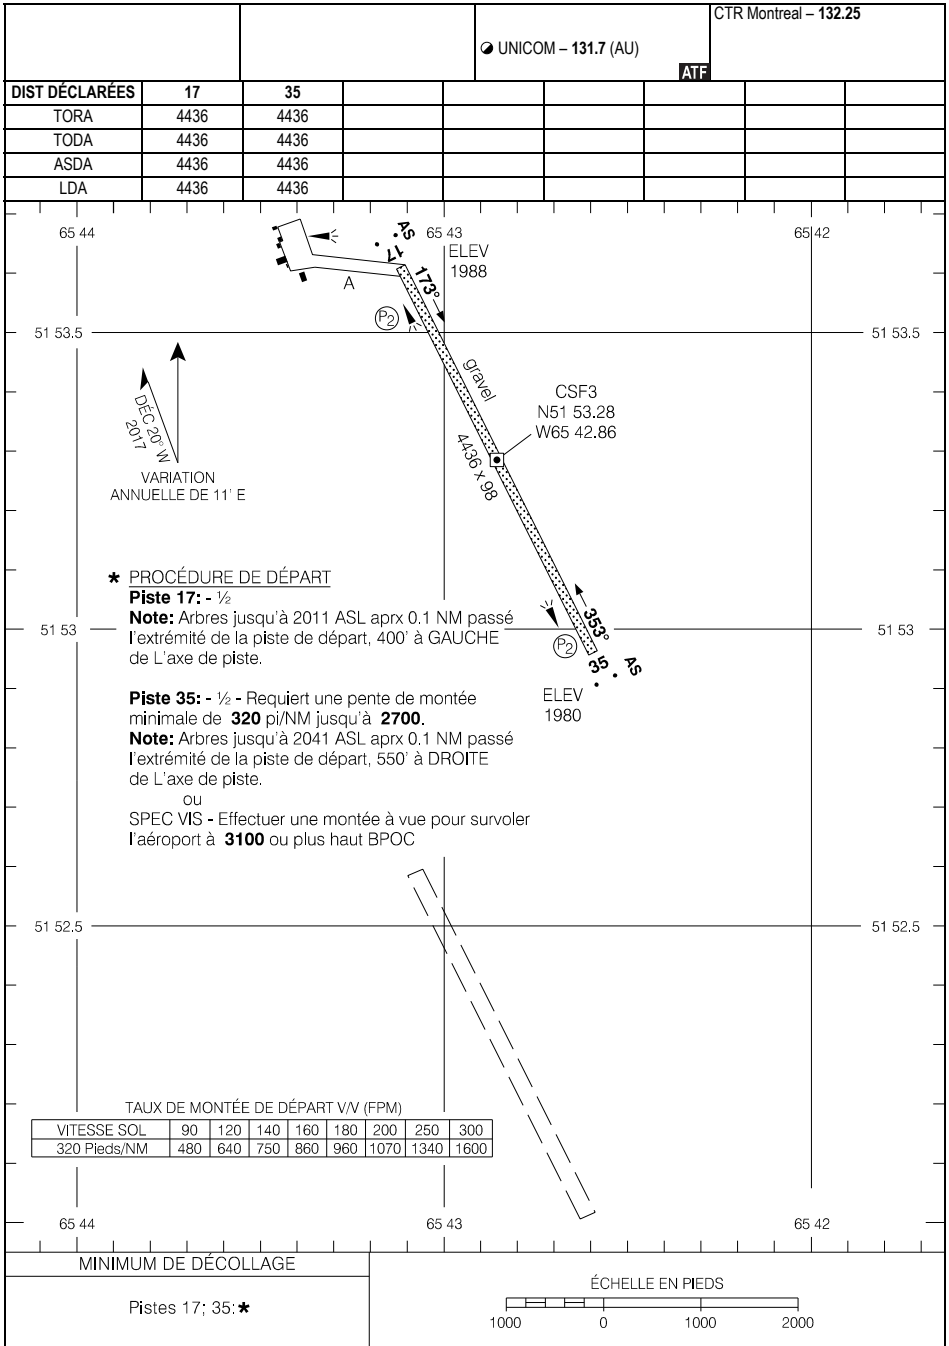 CTR Montreal – 132.25
UNICOM – 131.7 (AU)
ATF
DIST DÉCLARÉES 17 35
TORA 4436 4436
TODA 4436 4436
ASDA 4436 4436
LDA 4436 4436
65 44 65 43 65 42
AS
17
ELEV
1988
173°
A
P2
51 53.5 51 53.5
gravel
CSF3
N51 53.28
W65 42.86
4436 x 98
DÉC 20° W
2017
VARIATION
ANNUELLE DE 11' E
* PROCÉDURE DE DÉPART
Piste 17: - ½
Note: Arbres jusqu'à 2011 ASL aprx 0.1 NM passé
l'extrémité de la piste de départ, 400' à GAUCHE
de L'axe de piste.
51 53 51 53
353°
P2
35
AS
ELEV
1980
Piste 35: - ½ - Requiert une pente de montée
minimale de 320 pi/NM jusqu'à 2700.
Note: Arbres jusqu'à 2041 ASL aprx 0.1 NM passé
l'extrémité de la piste de départ, 550' à DROITE
de L'axe de piste.
ou
SPEC VIS - Effectuer une montée à vue pour survoler
l'aéroport à 3100 ou plus haut BPOC
51 52.5 51 52.5
TAUX DE MONTÉE DE DÉPART V/V (FPM)
VITESSE SOL 90 120 140 160 180 200 250 300
320 Pieds/NM 480 640 750 860 960 1070 1340 1600
65 44 65 43 65 42
MINIMUM DE DÉCOLLAGE
Pistes 17; 35: *
ÉCHELLE EN PIEDS
1000 0 1000 2000